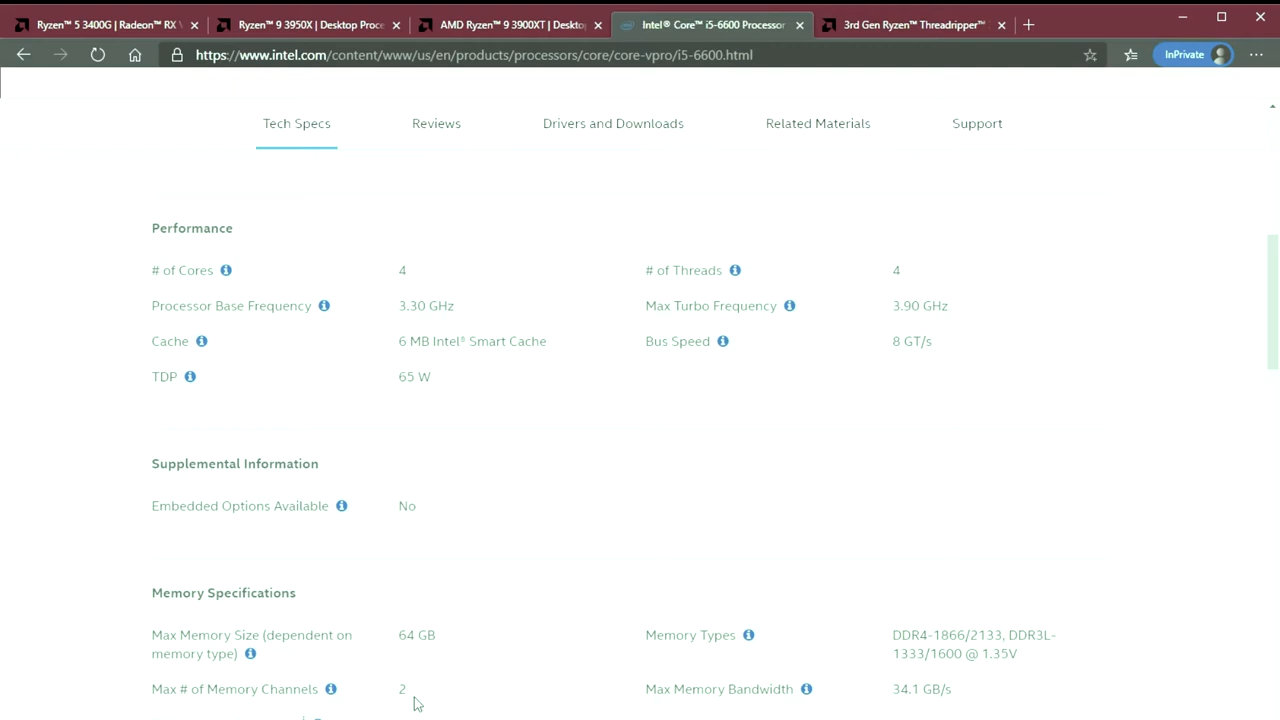 Ryzen™ 5 3400G | Radeon™ RX V
Ryzen™ 9 3950X | Desktop Proce
AMD Ryzen™ 9 3900XT | Deskto
Intel® Core™ i5-6600 Processor
3rd Gen Ryzen™ Threadripper™
https://www.intel.com/content/www/us/en/products/processors/core/core-vpro/i5-6600.html
InPrivate
Tech Specs
Reviews
Drivers and Downloads
Related Materials
Support
Performance
# of Cores
4
# of Threads
4
Processor Base Frequency
3.30 GHz
Max Turbo Frequency
3.90 GHz
Cache
6 MB Intel® Smart Cache
Bus Speed
8 GT/s
TDP
65 W
Supplemental Information
Embedded Options Available
No
Memory Specifications
Max Memory Size (dependent on
memory type)
64 GB
Memory Types
DDR4-1866/2133, DDR3L-
1333/1600 @ 1.35V
Max # of Memory Channels
2
Max Memory Bandwidth
34.1 GB/s